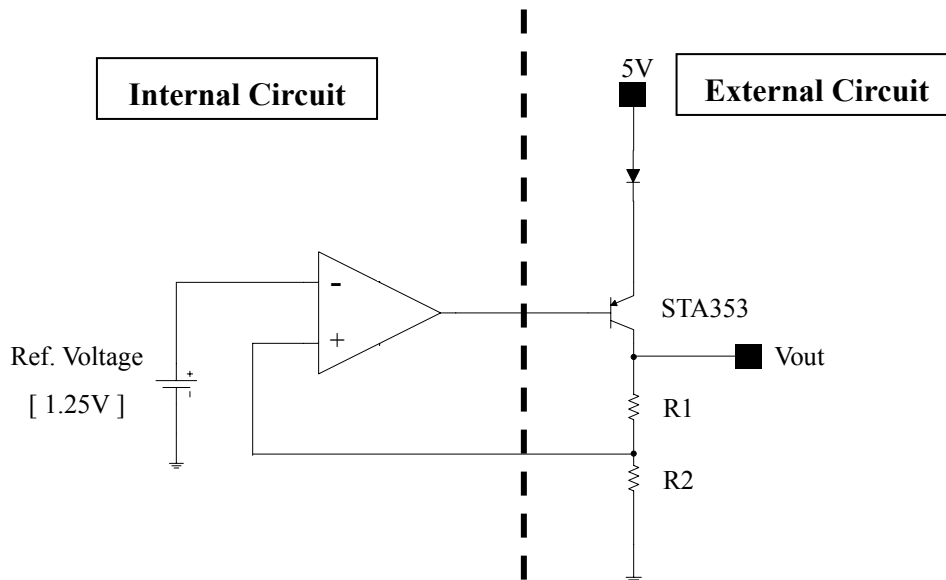 Internal Circuit
5V
External Circuit
-
+
STA353
Ref. Voltage
[ 1.25V ]
+
-
Vout
R1
R2